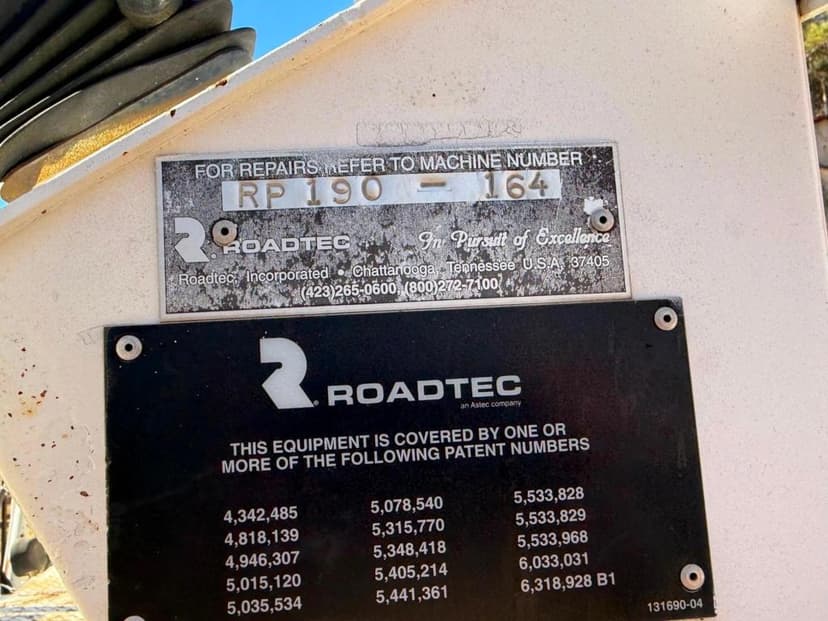 FOR REPAIRS REFER TO MACHINE NUMBER
RP 190 - 164
R. ROADTEC In Pursuit of Excellence
Roadtec, Incorporated • Chattanooga, Tennessee U.S.A. 37405
(423)265-0600, (800)272-7100
R. ROADTEC
an Astec company
THIS EQUIPMENT IS COVERED BY ONE OR
MORE OF THE FOLLOWING PATENT NUMBERS
4,342,485 5,078,540 5,533,828
4,818,139 5,315,770 5,533,829
4,946,307 5,348,418 5,533,968
5,015,120 5,405,214 6,033,031
5,035,534 5,441,361 6,318,928 B1
131690-04